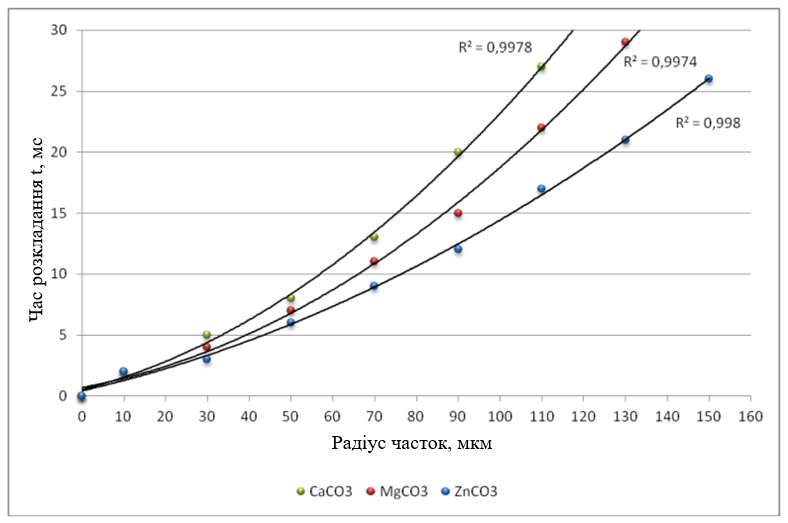 30
25
20
15
10
5
0
Час розкладання t, мс
R² = 0,9978
R² = 0,9974
R² = 0,998
0 10 20 30 40 50 60 70 80 90 100 110 120 130 140 150 160
Радіус часток, мкм
CaCO3 MgCO3 ZnCO3